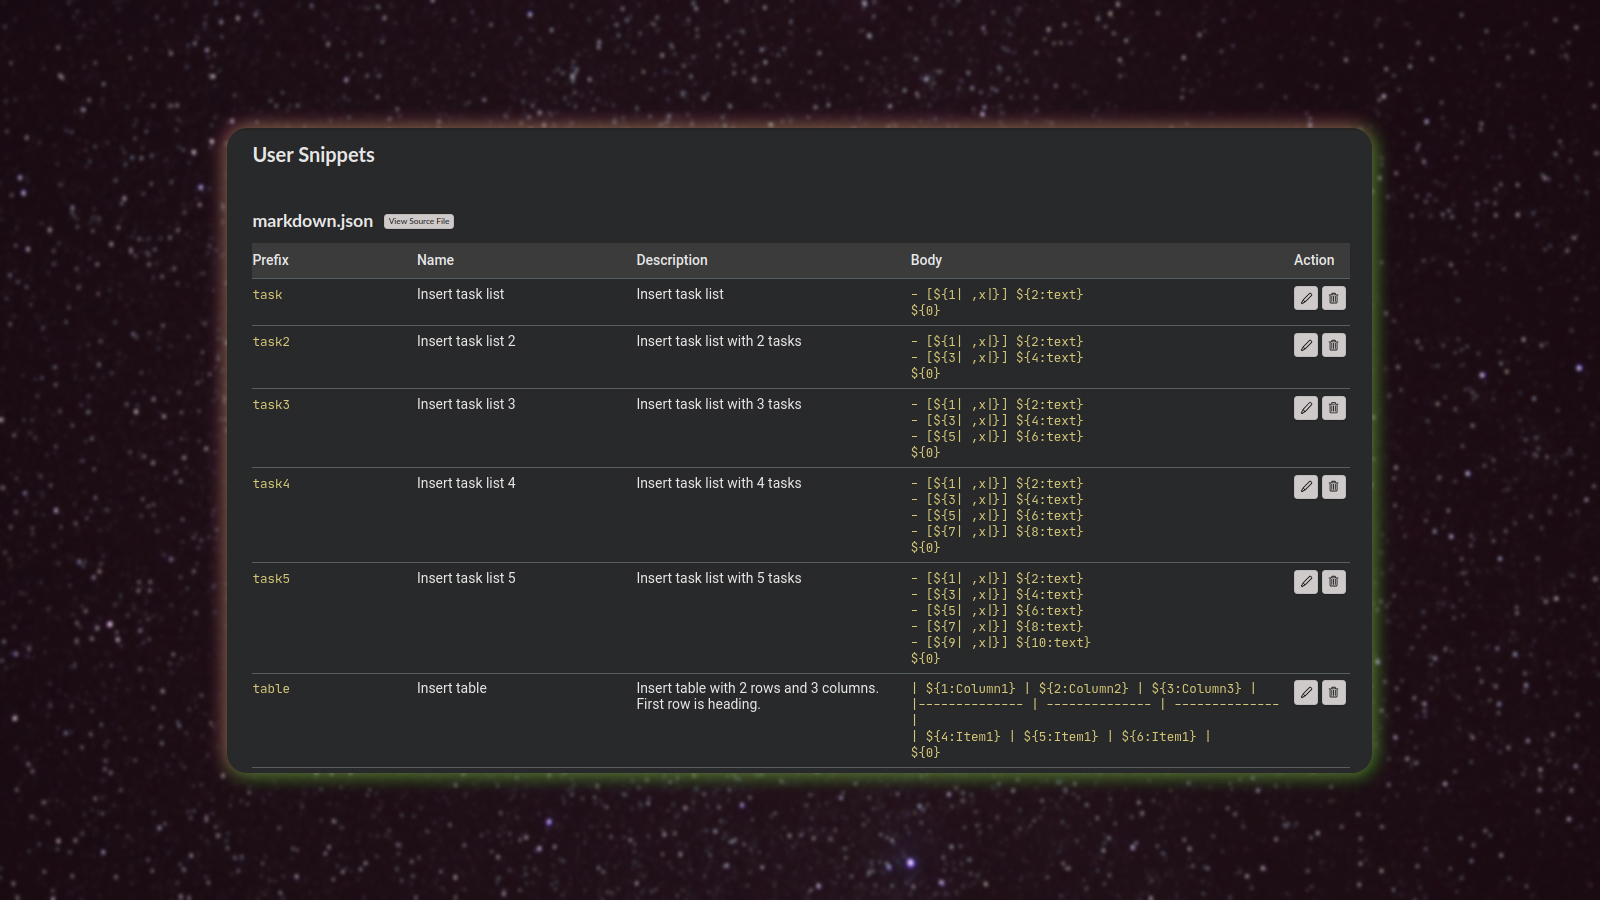 User Snippets
markdown.json View Source File
Prefix Name Description Body Action
task Insert task list Insert task list - [${1| ,x|}] ${2:text}
${0}
task2 Insert task list 2 Insert task list with 2 tasks - [${1| ,x|}] ${2:text}
- [${3| ,x|}] ${4:text}
${0}
task3 Insert task list 3 Insert task list with 3 tasks - [${1| ,x|}] ${2:text}
- [${3| ,x|}] ${4:text}
- [${5| ,x|}] ${6:text}
${0}
task4 Insert task list 4 Insert task list with 4 tasks - [${1| ,x|}] ${2:text}
- [${3| ,x|}] ${4:text}
- [${5| ,x|}] ${6:text}
- [${7| ,x|}] ${8:text}
${0}
task5 Insert task list 5 Insert task list with 5 tasks - [${1| ,x|}] ${2:text}
- [${3| ,x|}] ${4:text}
- [${5| ,x|}] ${6:text}
- [${7| ,x|}] ${8:text}
- [${9| ,x|}] ${10:text}
${0}
table Insert table Insert table with 2 rows and 3 columns. | ${1:Column1} | ${2:Column2} | ${3:Column3} |
First row is heading. |-------------- | -------------- | --------------
|
| ${4:Item1} | ${5:Item1} | ${6:Item1} |
${0}